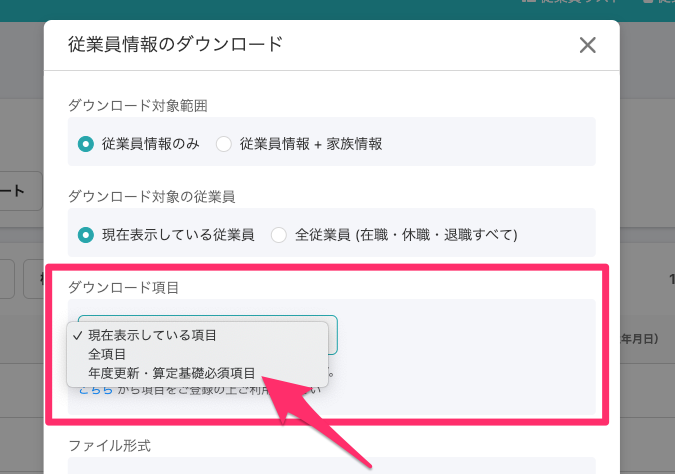 従業員情報のダウンロード
ダウンロード対象範囲
従業員情報のみ
従業員情報 + 家族情報
ート
ダウンロード対象の従業員
現在表示している従業員
全従業員 (在職・休職・退職すべて)
ダウンロード項目
✓ 現在表示している項目
全項目
年度更新・算定基礎必須項目
。
こちら から項目をご登録の上ご利用
い
年月日)
ファイル形式